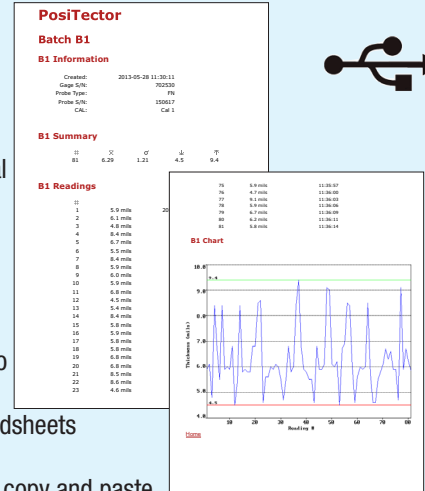 PosiTector
Batch B1
B1 Information
Created: 2013-05-28 11:30:11
Gage S/N: 702530
Probe Type: FN
Probe S/N: 150617
CAL: Cal 1
B1 Summary
81 6.29 1.21 4.5 9.4
B1 Readings
1 5.9 mils 20
2 6.1 mils
3 4.8 mils
4 8.4 mils
5 6.7 mils
6 5.5 mils
7 8.4 mils
8 5.9 mils
9 6.0 mils
10 5.9 mils
11 6.8 mils
12 4.5 mils
13 5.4 mils
14 8.4 mils
15 5.8 mils
16 5.9 mils
17 5.8 mils
18 5.8 mils
19 6.8 mils
20 6.8 mils
21 8.5 mils
22 8.6 mils
23 4.6 mils
75 5.9 mils 11:35:57
76 4.7 mils 11:36:00
77 9.1 mils 11:36:03
78 5.9 mils 11:36:06
79 6.7 mils 11:36:09
80 6.2 mils 11:36:11
81 5.8 mils 11:36:14
B1 Chart
10.0
9.4
9.0
8.0
7.0
6.0
5.0
4.5
4.0
Thickness (mils)
10 20 30 40 50 60 70 80
Reading #
Home
al
o
dsheets
copy and paste